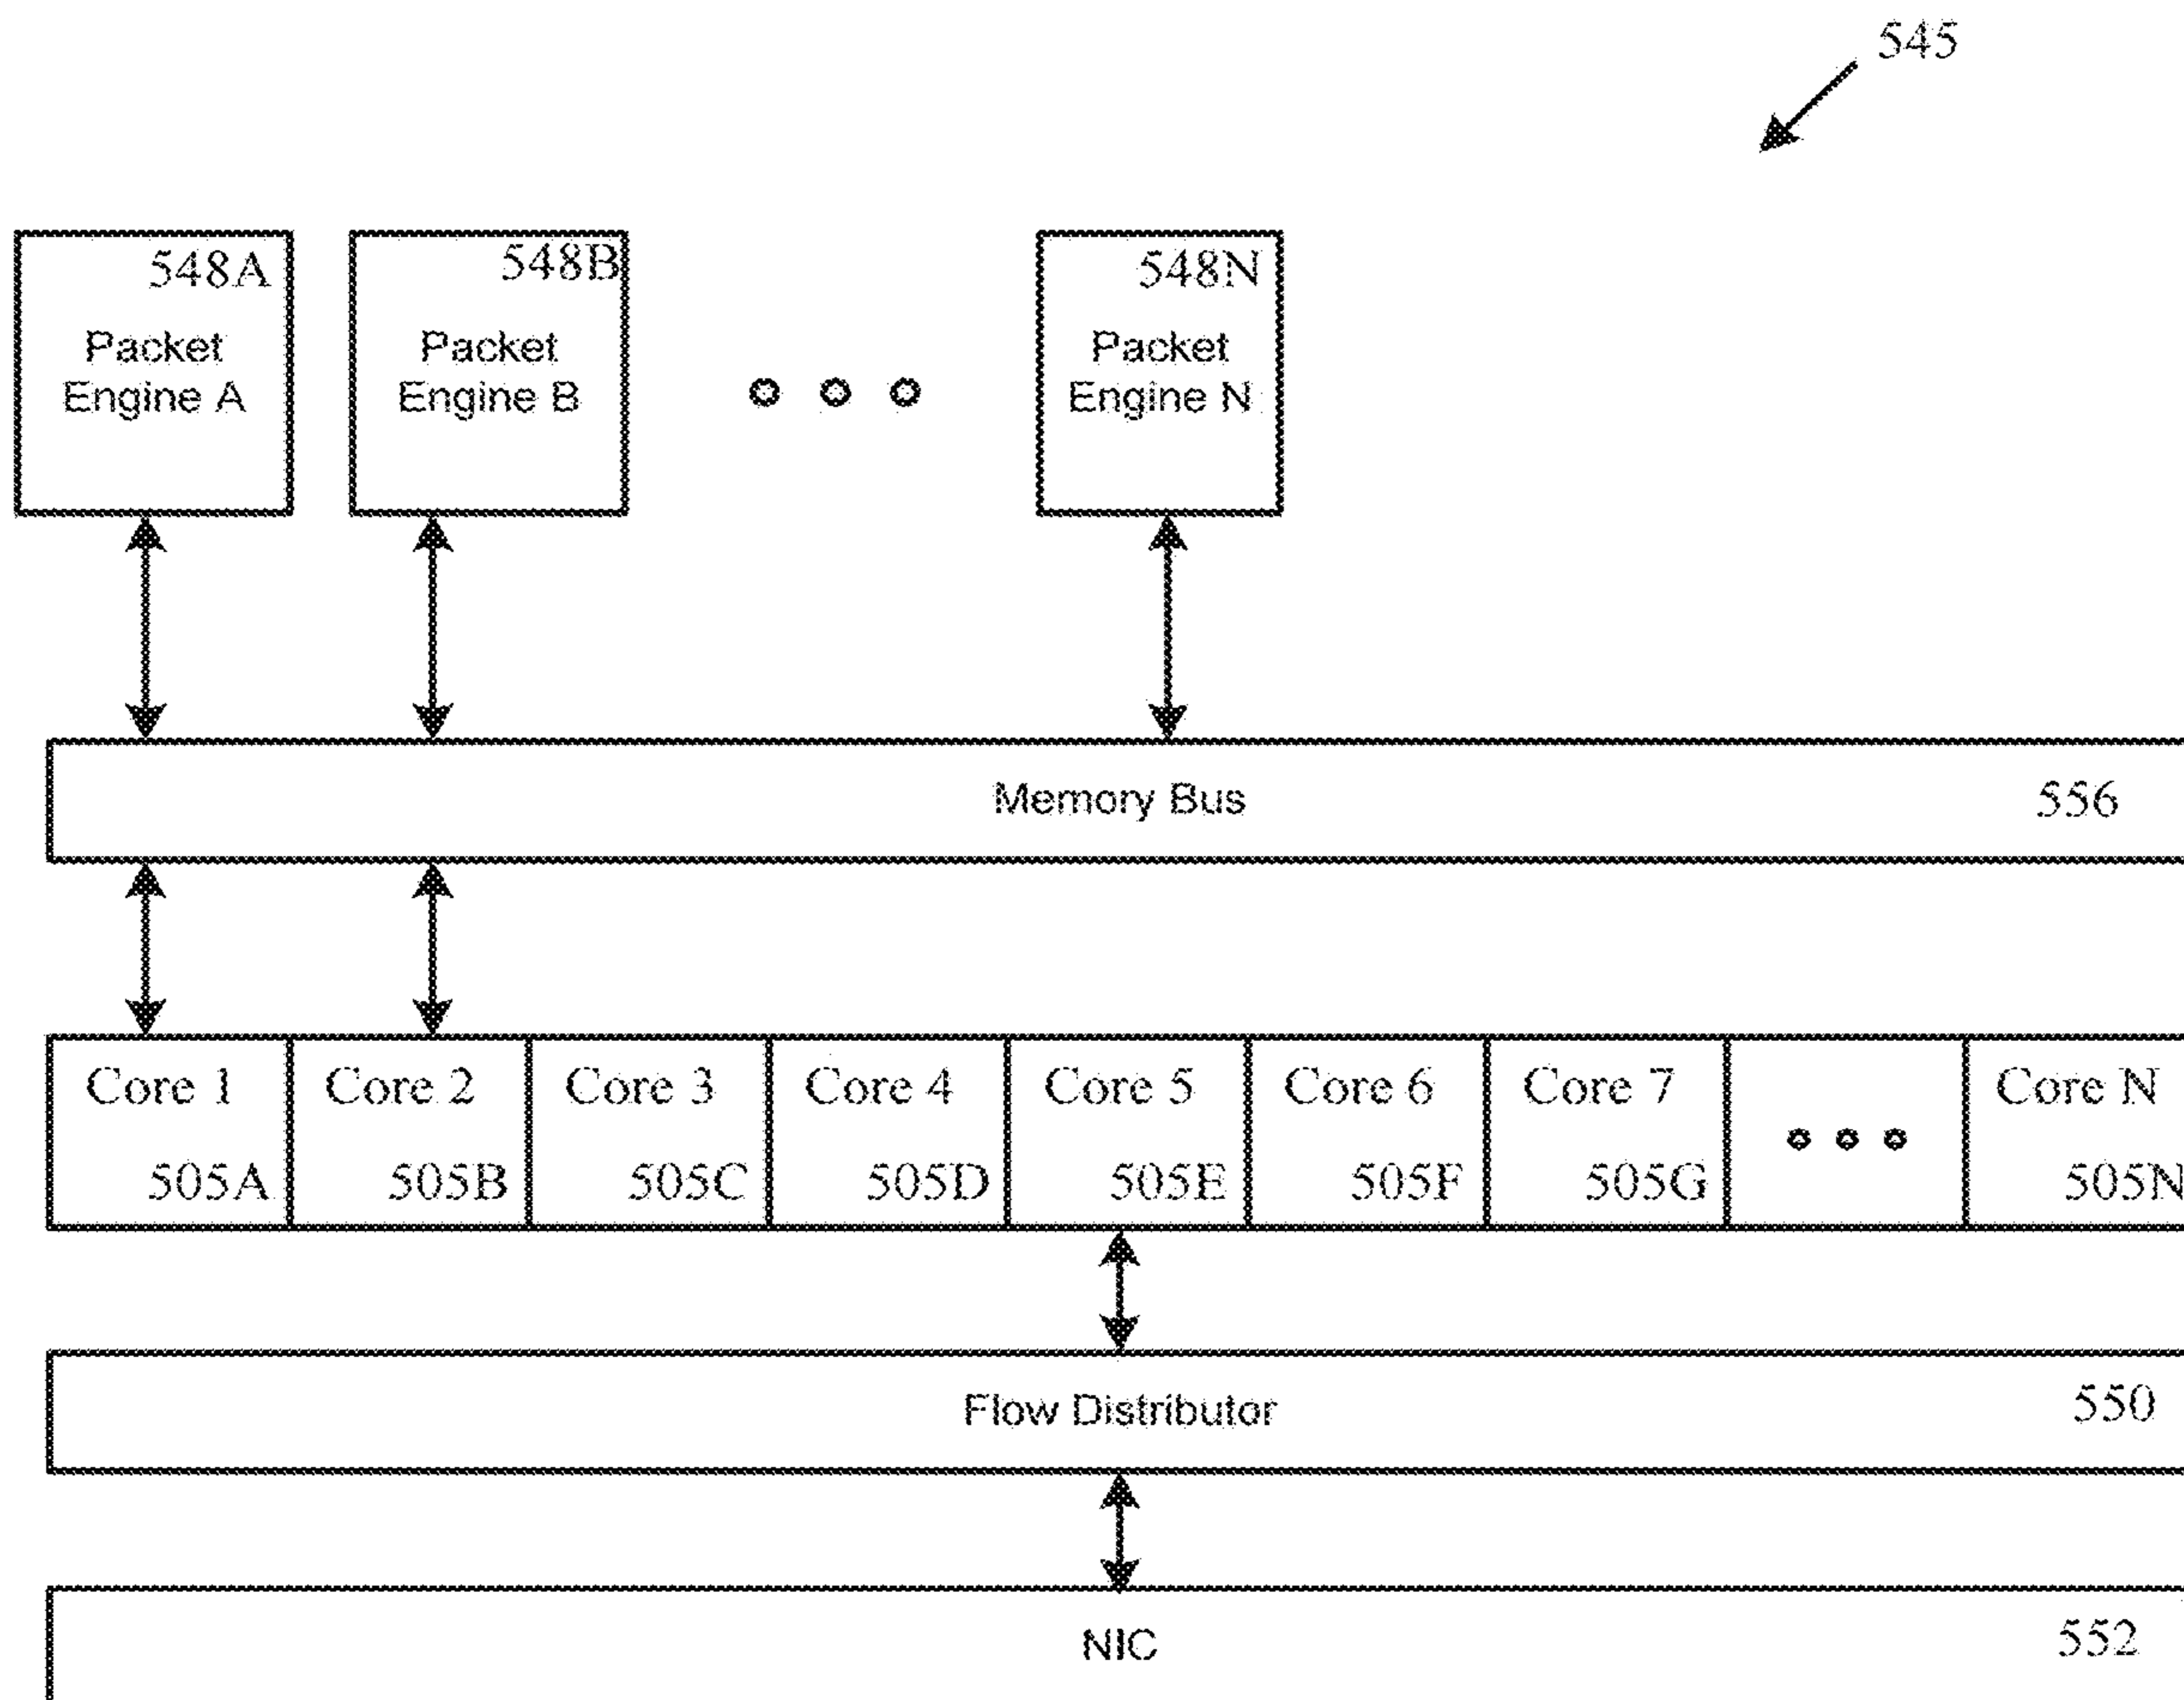 545
548A
Packet
Engine A
548B
Packet
Engine B
548N
Packet
Engine N
Memory Bus
556
Core 1
505A
Core 2
505B
Core 3
505C
Core 4
505D
Core 5
505E
Core 6
505F
Core 7
505G
Core N
505N
Flow Distributor
550
NIC
552